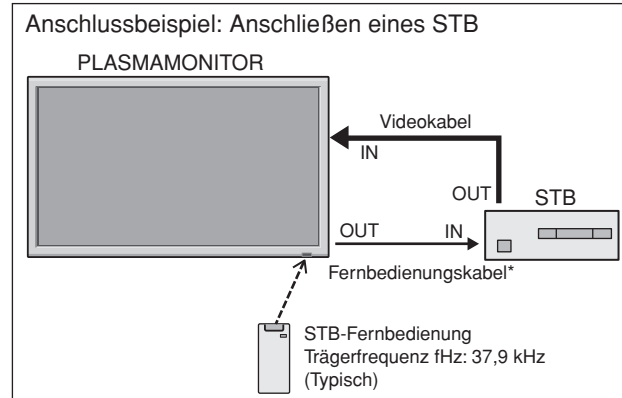 Anschlussbeispiel: Anschließen eines STB
PLASMAMONITOR
Videokabel
IN
OUT
STB
OUT
IN
Fernbedienungskabel*
STB-Fernbedienung
Trägerfrequenz fHz: 37,9 kHz
(Typisch)